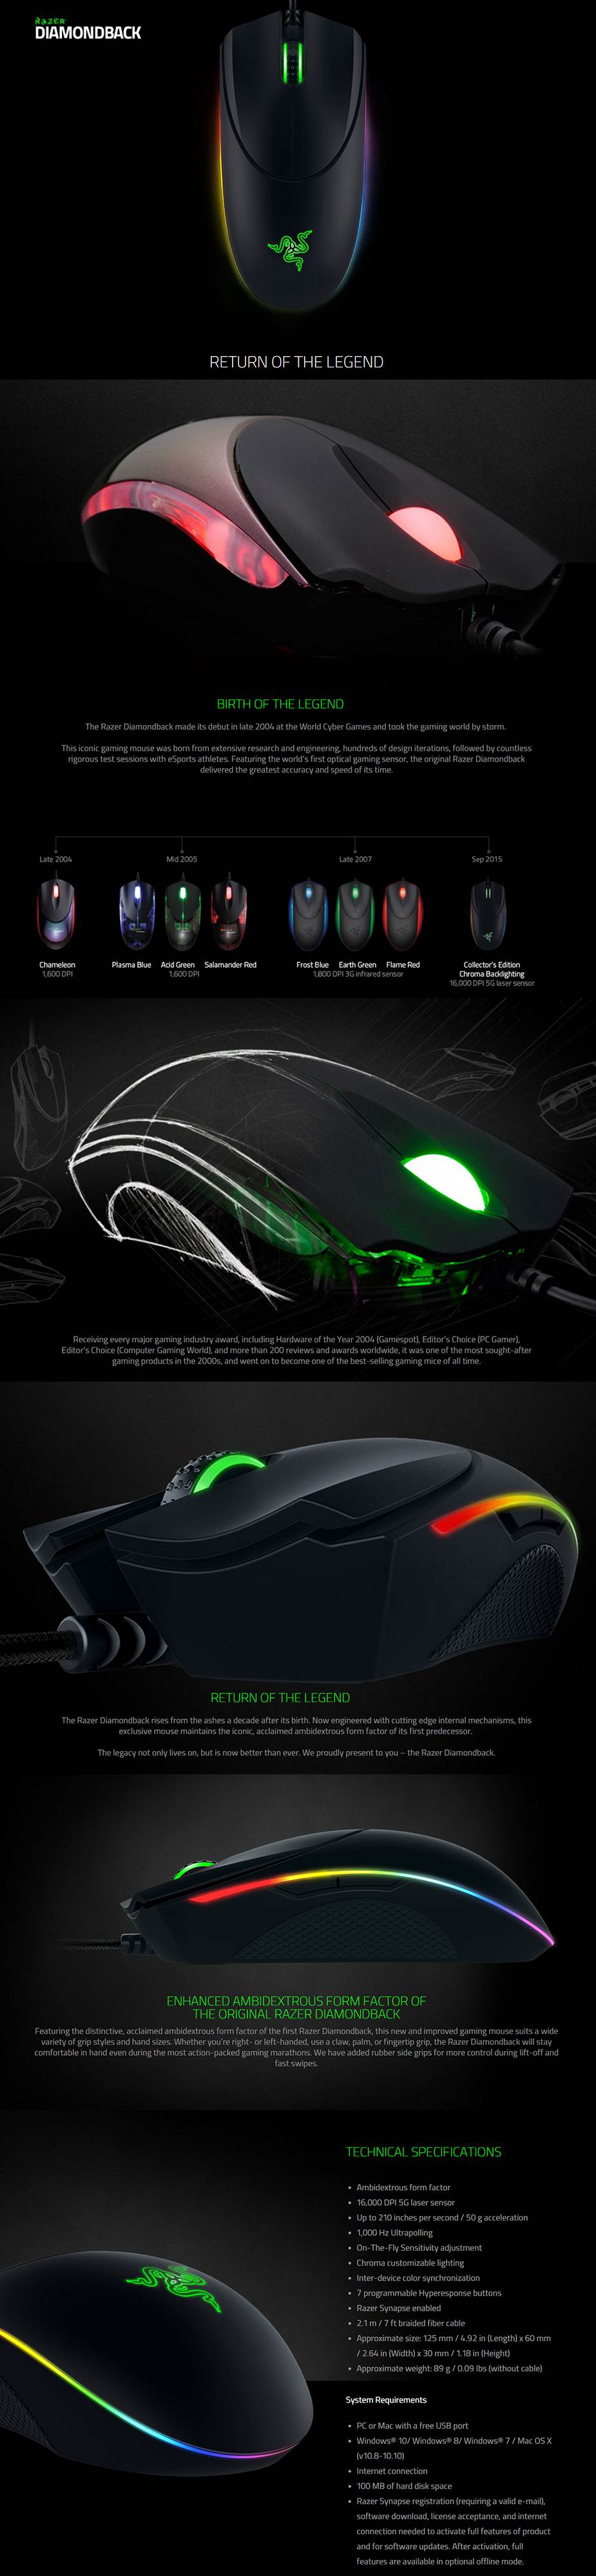 RAZER
DIAMONDBACK
RETURN OF THE LEGEND
BIRTH OF THE LEGEND
The Razer Diamondback made its debut in late 2004 at the World Cyber Games and took the gaming world by storm.
This iconic gaming mouse was born from extensive research and engineering, hundreds of design iterations, followed by countless
rigorous test sessions with eSports athletes. Featuring the world's first optical gaming sensor, the original Razer Diamondback
delivered the greatest accuracy and speed of its time.
Late 2004
Mid 2005
Late 2007
Sep 2015
Chameleon
1,600 DPI
Plasma Blue Acid Green Salamander Red
1,600 DPI
Frost Blue Earth Green Flame Red
1,800 DPI 3G infrared sensor
Collector's Edition
Chroma Backlighting
16,000 DPI 5G laser sensor
Receiving every major gaming industry award, including Hardware of the Year 2004 (Gamespot), Editor's Choice (PC Gamer),
Editor's Choice (Computer Gaming World), and more than 200 reviews and awards worldwide, it was one of the most sought-after
gaming products in the 2000s, and went on to become one of the best-selling gaming mice of all time.
RETURN OF THE LEGEND
The Razer Diamondback rises from the ashes a decade after its birth. Now engineered with cutting edge internal mechanisms, this
exclusive mouse maintains the iconic, acclaimed ambidextrous form factor of its first predecessor.
The legacy not only lives on, but is now better than ever. We proudly present to you – the Razer Diamondback.
ENHANCED AMBIDEXTROUS FORM FACTOR OF
THE ORIGINAL RAZER DIAMONDBACK
Featuring the distinctive, acclaimed ambidextrous form factor of the first Razer Diamondback, this new and improved gaming mouse suits a wide
variety of grip styles and hand sizes. Whether you're right- or left-handed, use a claw, palm, or fingertip grip, the Razer Diamondback will stay
comfortable in hand even during the most action-packed gaming marathons. We have added rubber side grips for more control during lift-off and
fast swipes.
TECHNICAL SPECIFICATIONS
• Ambidextrous form factor
• 16,000 DPI 5G laser sensor
• Up to 210 inches per second / 50 g acceleration
• 1,000 Hz Ultrapolling
• On-The-Fly Sensitivity adjustment
• Chroma customizable lighting
• Inter-device color synchronization
• 7 programmable Hyperesponse buttons
• Razer Synapse enabled
• 2.1 m / 7 ft braided fiber cable
• Approximate size: 125 mm / 4.92 in (Length) x 60 mm
/ 2.64 in (Width) x 30 mm / 1.18 in (Height)
• Approximate weight: 89 g / 0.09 lbs (without cable)
System Requirements
• PC or Mac with a free USB port
• Windows® 10/ Windows® 8/ Windows® 7 / Mac OS X
(v10.8-10.10)
• Internet connection
• 100 MB of hard disk space
• Razer Synapse registration (requiring a valid e-mail),
software download, license acceptance, and internet
connection needed to activate full features of product
and for software updates. After activation, full
features are available in optional offline mode.